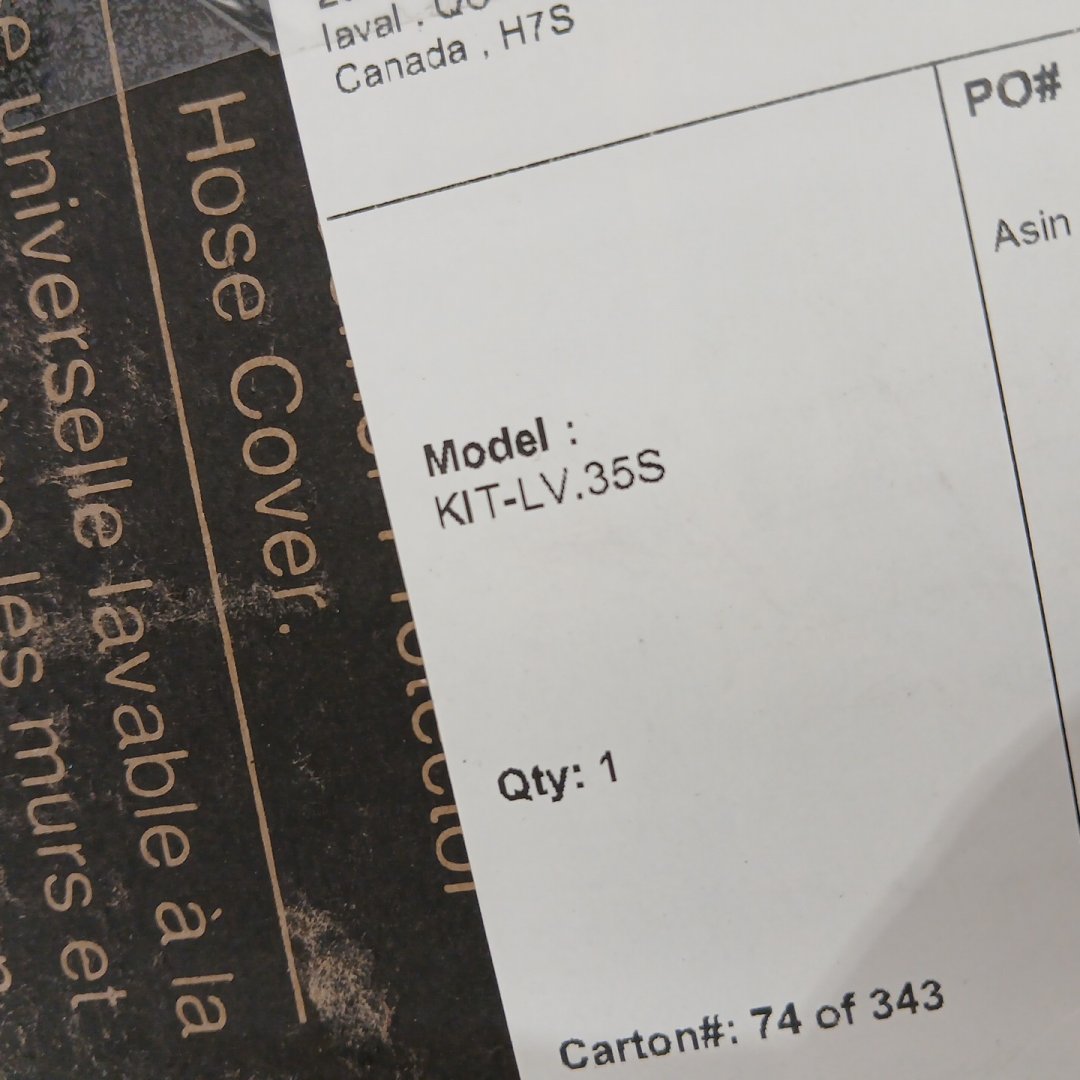 laval . QC
Canada , H7S
PO#
Asin
Model :
KIT-LV.35S
Qty: 1
Carton#: 74 of 343
Hose Cover.
universelle lavable à la
les murs et